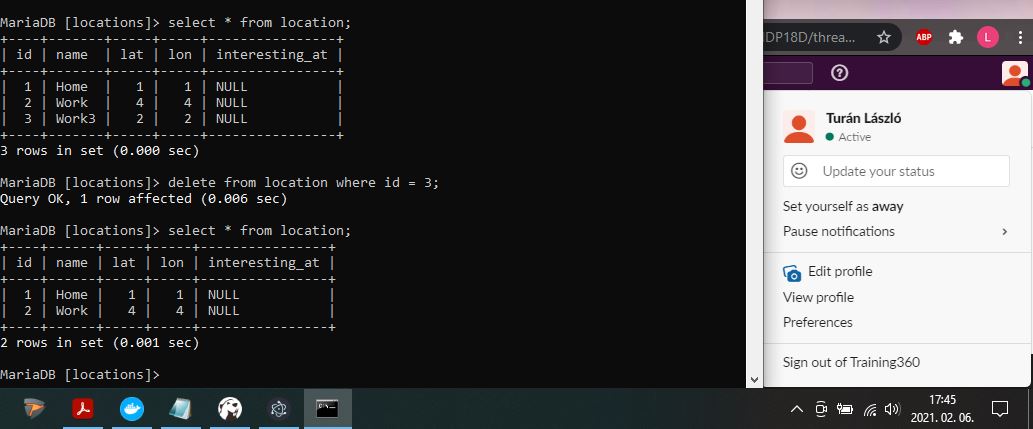 MariaDB [locations]> select * from location;
+----+-------+-----+-----+----------------+
| id | name  | lat | lon | interesting_at |
+----+-------+-----+-----+----------------+
|  1 | Home  |   1 |   1 | NULL           |
|  2 | Work  |   4 |   4 | NULL           |
|  3 | Work3 |   2 |   2 | NULL           |
+----+-------+-----+-----+----------------+
3 rows in set (0.000 sec)
MariaDB [locations]> delete from location where id = 3;
Query OK, 1 row affected (0.006 sec)
MariaDB [locations]> select * from location;
+----+------+-----+-----+----------------+
| id | name | lat | lon | interesting_at |
+----+------+-----+-----+----------------+
|  1 | Home |   1 |   1 | NULL           |
|  2 | Work |   4 |   4 | NULL           |
+----+------+-----+-----+----------------+
2 rows in set (0.001 sec)
MariaDB [locations]>
DP18D/threa... ABP L
Turán László
Active
Update your status
Set yourself as away
Pause notifications
Edit profile
View profile
Preferences
Sign out of Training360
17:45
2021. 02. 06.